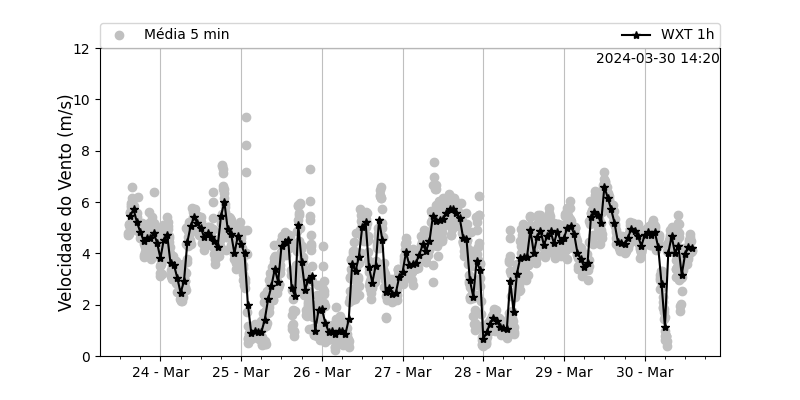 Média 5 min
WXT 1h
2024-03-30 14:20
Velocidade do Vento (m/s)
12
10
8
6
4
2
0
24 - Mar
25 - Mar
26 - Mar
27 - Mar
28 - Mar
29 - Mar
30 - Mar